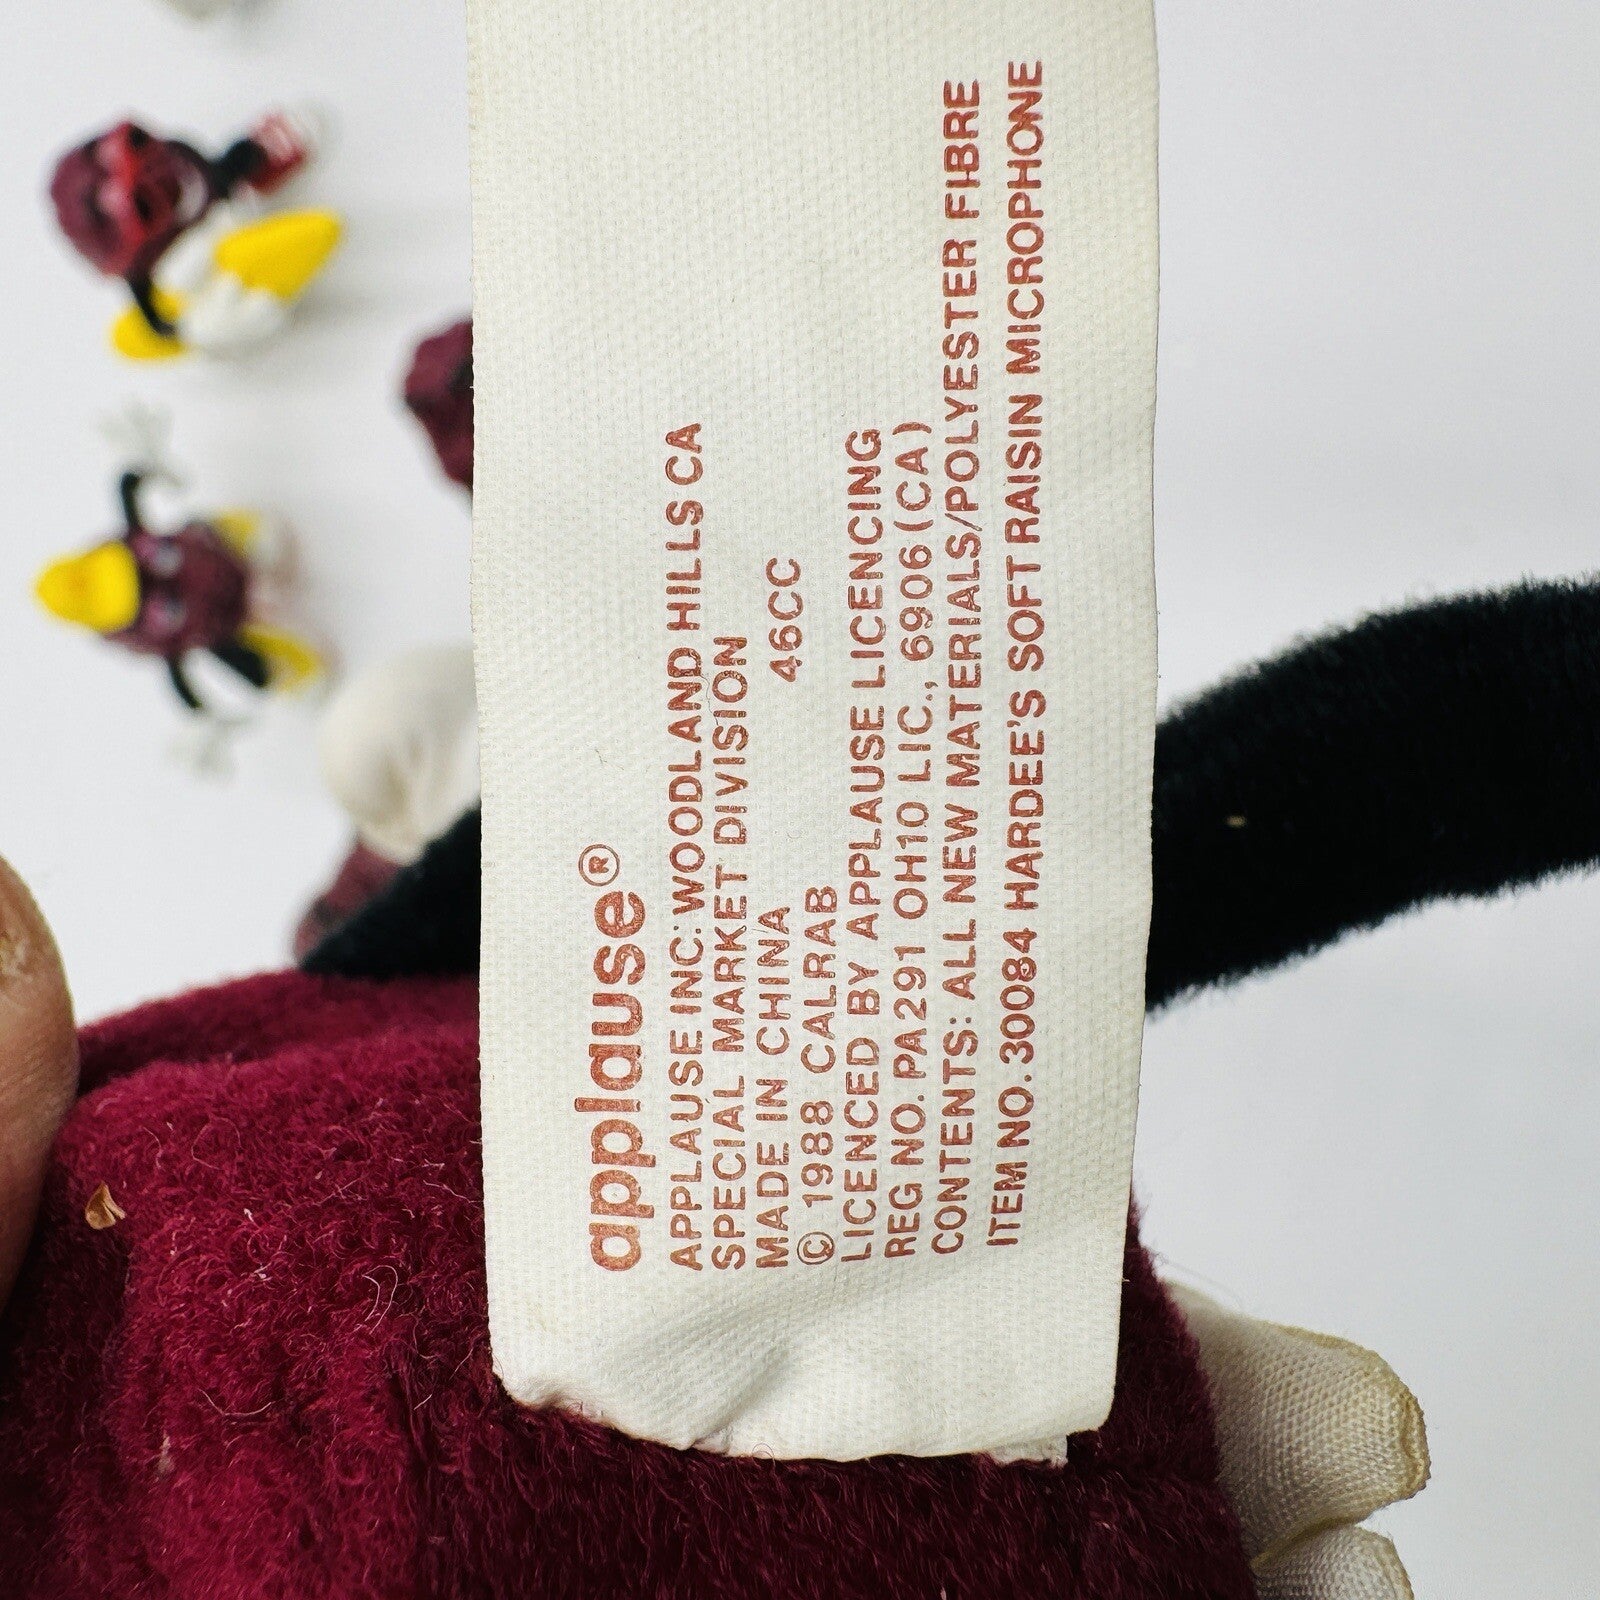 applause®
APPLAUSE INC: WOODLAND HILLS CA
SPECIAL MARKET DIVISION
MADE IN CHINA 46CC
© 1988 CALRAB
LICENCED BY APPLAUSE LICENCING
REG NO. PA291 OH10 LIC., 6906(CA)
CONTENTS: ALL NEW MATERIALS/POLYESTER FIBRE
ITEM NO. 30084 HARDEE'S SOFT RAISIN MICROPHONE